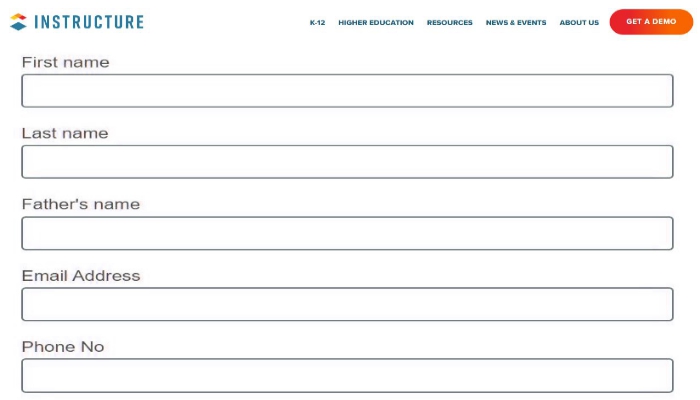 INSTRUCTURE
K-12 HIGHER EDUCATION RESOURCES NEWS & EVENTS ABOUT US GET A DEMO
First name
Last name
Father's name
Email Address
Phone No